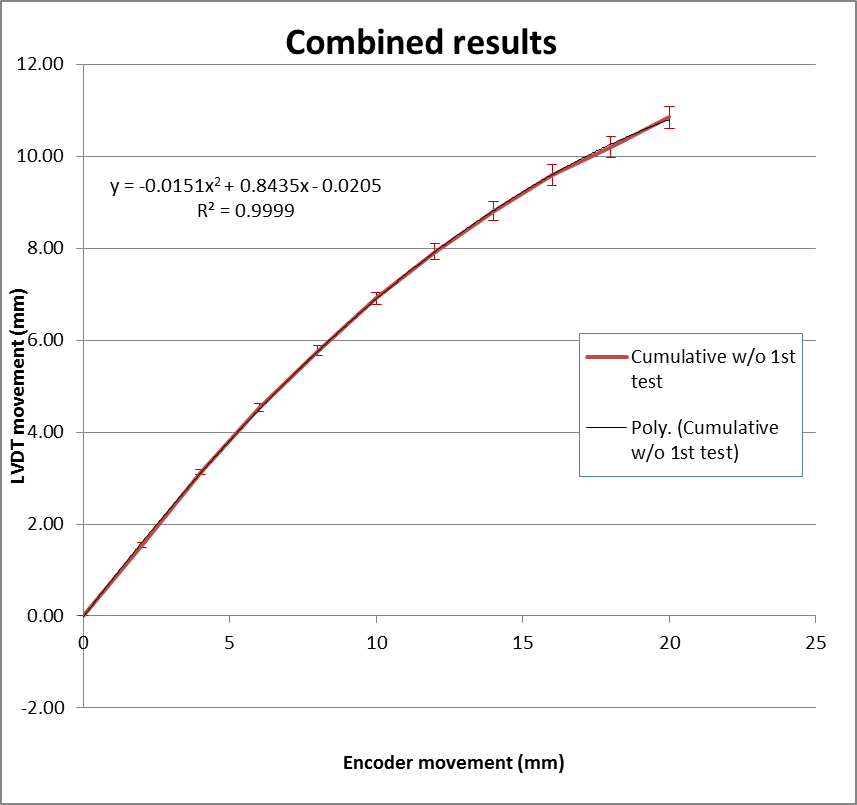 Combined results
12.00
10.00
8.00
6.00
4.00
2.00
0.00
-2.00
LVDT movement (mm)
y = -0.0151x² + 0.8435x - 0.0205
R² = 0.9999
Cumulative w/o 1st
test
Poly. (Cumulative
w/o 1st test)
0 5 10 15 20 25
Encoder movement (mm)